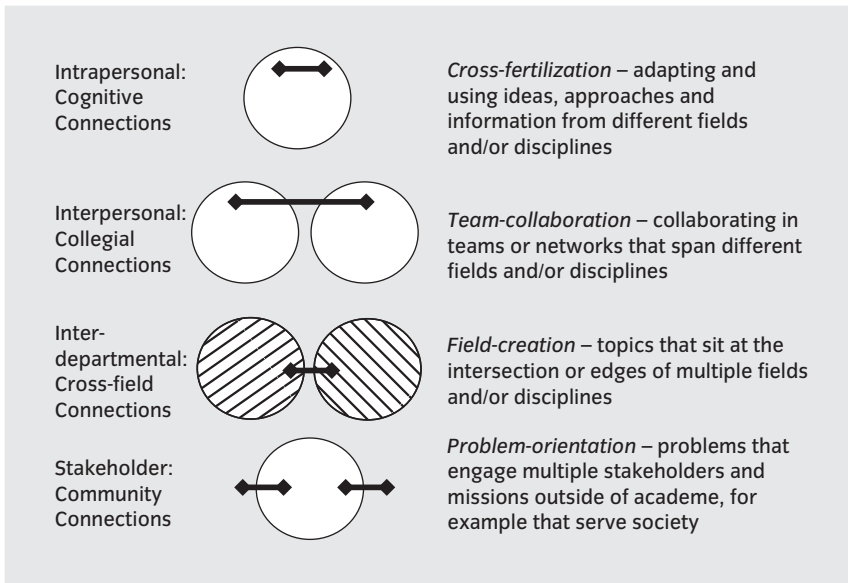 Intrapersonal:
Cognitive
Connections
Cross-fertilization – adapting and
using ideas, approaches and
information from different fields
and/or disciplines
Interpersonal:
Collegial
Connections
Team-collaboration – collaborating in
teams or networks that span different
fields and/or disciplines
Inter-
departmental:
Cross-field
Connections
Field-creation – topics that sit at the
intersection or edges of multiple fields
and/or disciplines
Stakeholder:
Community
Connections
Problem-orientation – problems that
engage multiple stakeholders and
missions outside of academe, for
example that serve society